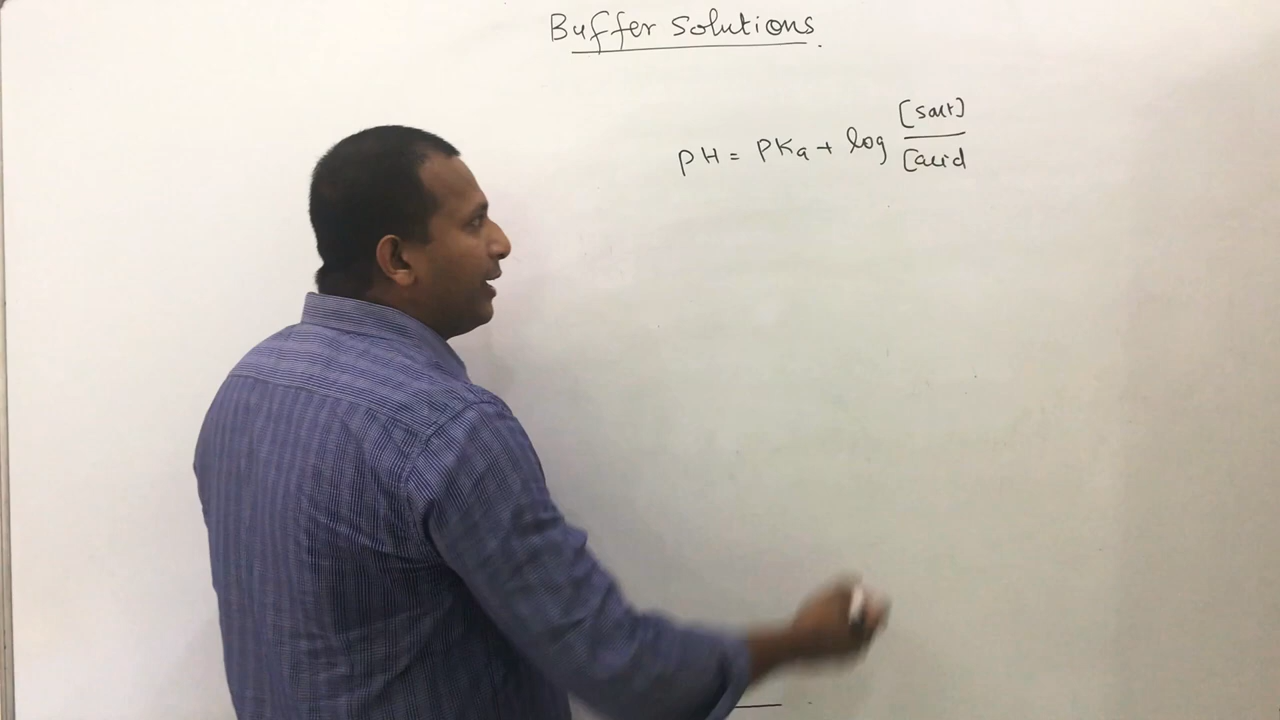 Buffer Solutions.
pH = pKa + log [salt]
[acid